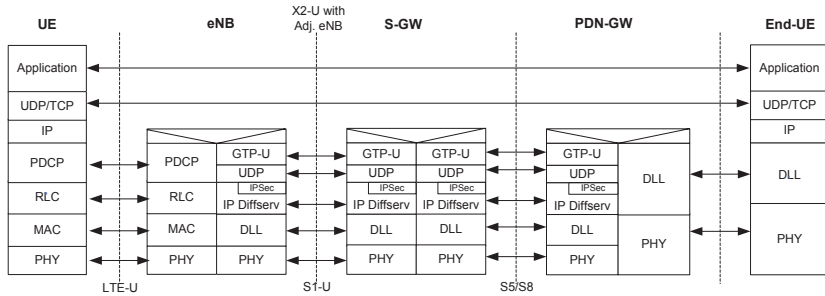 UE
eNB
X2-U with
Adj. eNB
S-GW
PDN-GW
End-UE
Application
Application
UDP/TCP
UDP/TCP
IP
IP
PDCP
PDCP
GTP-U
GTP-U
GTP-U
GTP-U
DLL
DLL
UDP
UDP
UDP
UDP
IPSec
IPSec
IPSec
IPSec
RLC
RLC
IP Diffserv
IP Diffserv
IP Diffserv
IP Diffserv
MAC
MAC
DLL
DLL
DLL
DLL
PHY
PHY
PHY
PHY
PHY
PHY
PHY
PHY
PHY
LTE-U
S1-U
S5/S8